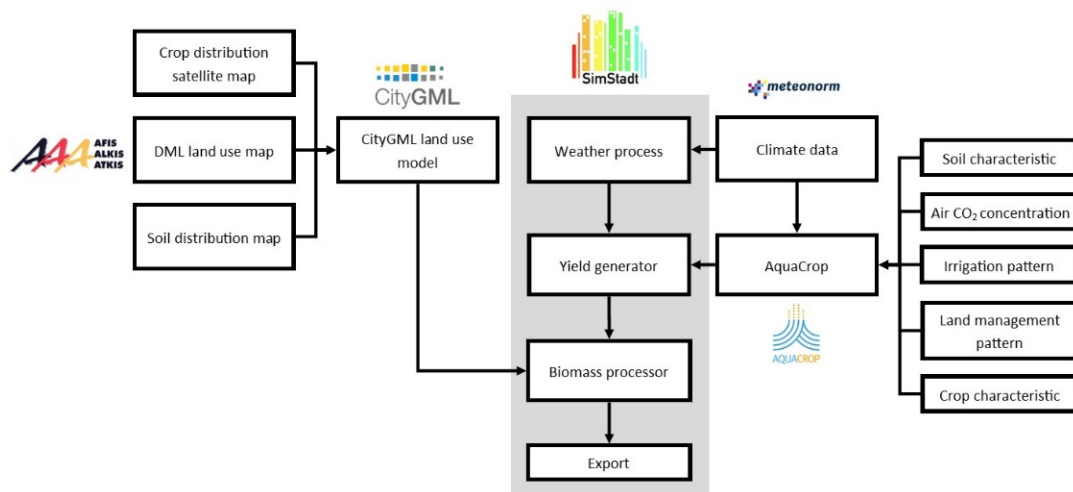 Crop distribution
satellite map
DML land use map
Soil distribution map
AFIS
ALKIS
ATKIS
CityGML
CityGML land use
model
SimStadt
Weather process
Yield generator
Biomass processor
Export
meteonorm
Climate data
AquaCrop
AQUACROP
Soil characteristic
Air CO₂ concentration
Irrigation pattern
Land management
pattern
Crop characteristic